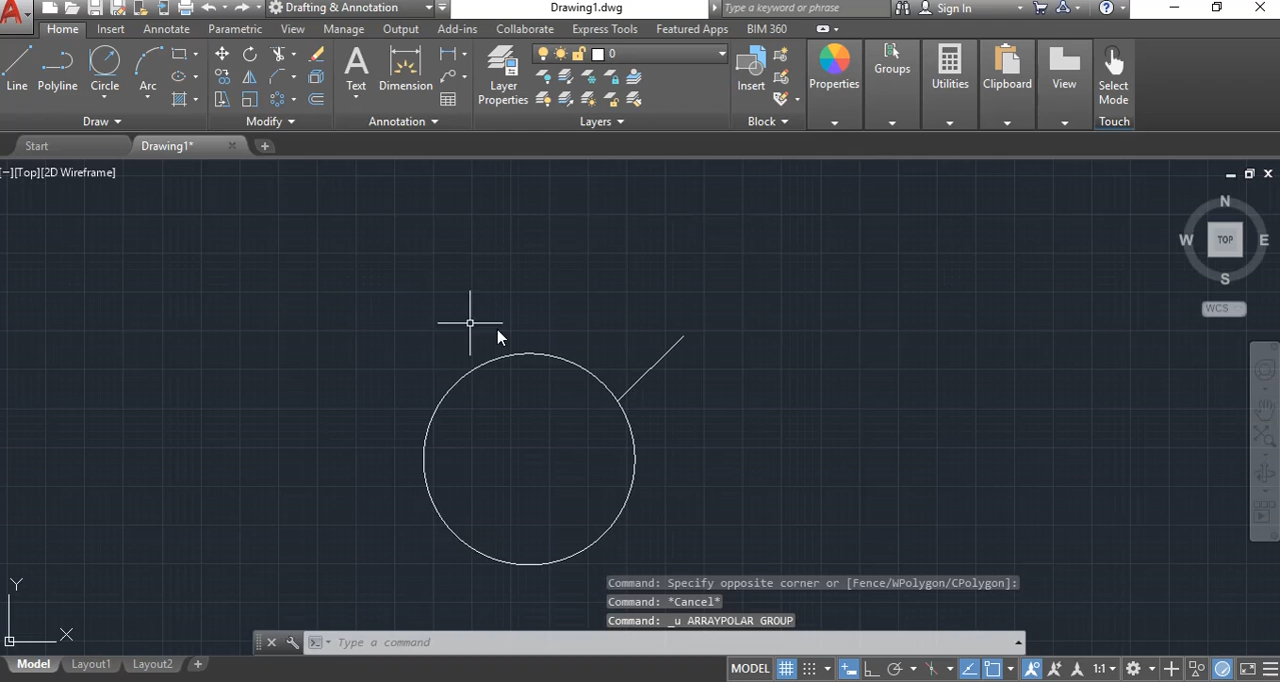 Drafting & Annotation
Drawing1.dwg
Type a keyword or phrase
Sign In
Home Insert Annotate Parametric View Manage Output Add-ins Collaborate Express Tools Featured Apps BIM 360
0
Line Polyline Circle Arc Text Dimension Layer Properties Insert Properties Groups Utilities Clipboard View Select Mode
Draw Modify Annotation Layers Block Touch
Start Drawing1*
[−][Top][2D Wireframe]
N
W TOP E
S
WCS
Command: Specify opposite corner or [Fence/WPolygon/CPolygon]:
Command: *Cancel*
Command: _u ARRAYPOLAR GROUP
Type a command
Y
X
Model Layout1 Layout2 +
MODEL 1:1